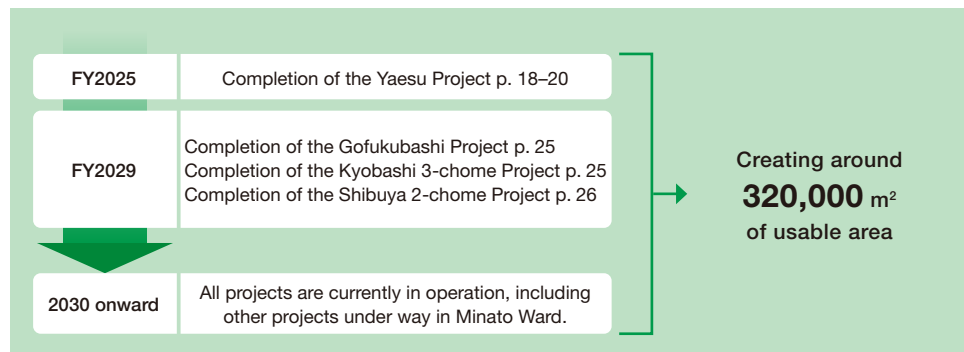 FY2025
Completion of the Yaesu Project p. 18–20
FY2029
Completion of the Gofukubashi Project p. 25
Completion of the Kyobashi 3-chome Project p. 25
Completion of the Shibuya 2-chome Project p. 26
2030 onward
All projects are currently in operation, including
other projects under way in Minato Ward.
Creating around
320,000 m²
of usable area